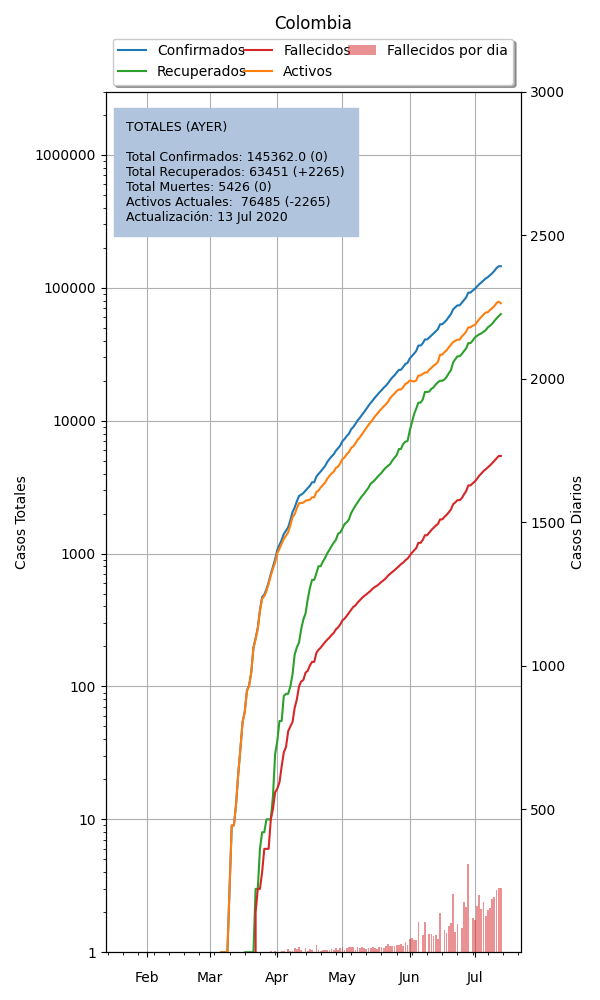 Colombia
Confirmados
Recuperados
Fallecidos
Activos
Fallecidos por dia
TOTALES (AYER)
Total Confirmados: 145362.0 (0)
Total Recuperados: 63451 (+2265)
Total Muertes: 5426 (0)
Activos Actuales:  76485 (-2265)
Actualización: 13 Jul 2020
Casos Totales
1000000
100000
10000
1000
100
10
1
Casos Diarios
3000
2500
2000
1500
1000
500
Feb Mar Apr May Jun Jul